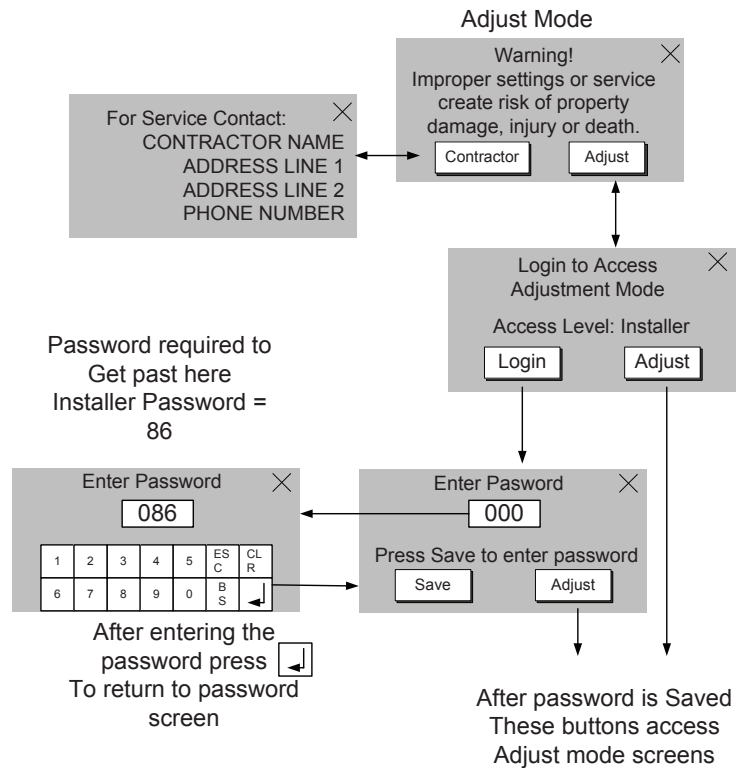 Adjust Mode
Warning!
Improper settings or service
create risk of property
damage, injury or death.
Contractor
Adjust
For Service Contact:
CONTRACTOR NAME
ADDRESS LINE 1
ADDRESS LINE 2
PHONE NUMBER
Login to Access
Adjustment Mode
Access Level: Installer
Login
Adjust
Password required to
Get past here
Installer Password =
86
Enter Password
086
1 2 3 4 5 ES
C CL
R
6 7 8 9 0 B
S
After entering the
password press
To return to password
screen
Enter Pasword
000
Press Save to enter password
Save
Adjust
After password is Saved
These buttons access
Adjust mode screens